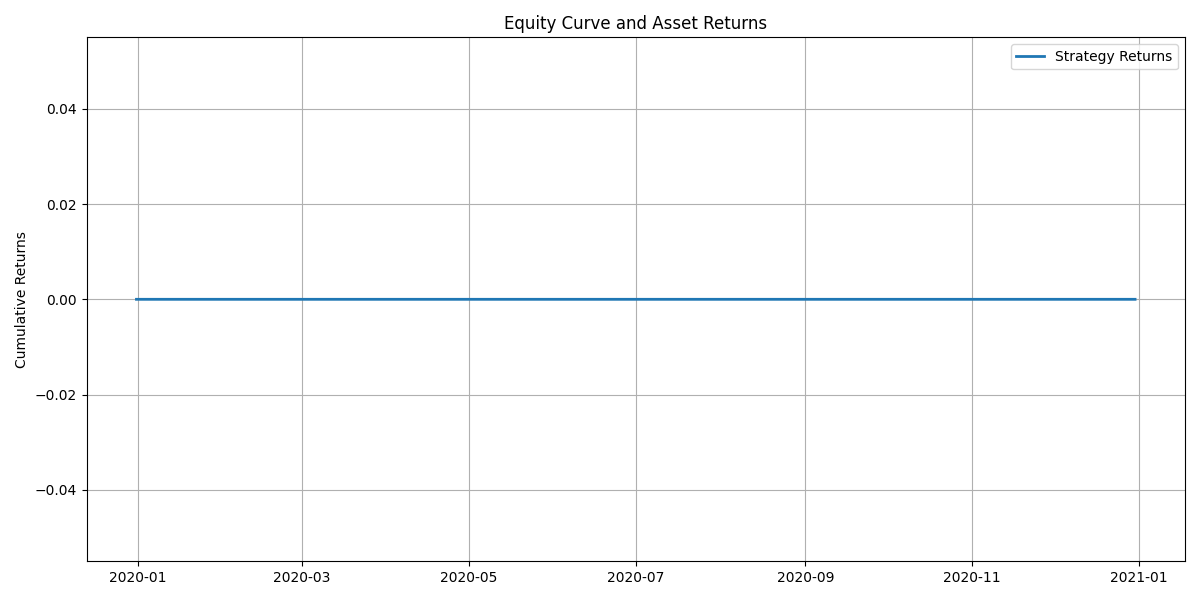 Equity Curve and Asset Returns
Strategy Returns
Cumulative Returns
0.04
0.02
0.00
−0.02
−0.04
2020-01 2020-03 2020-05 2020-07 2020-09 2020-11 2021-01